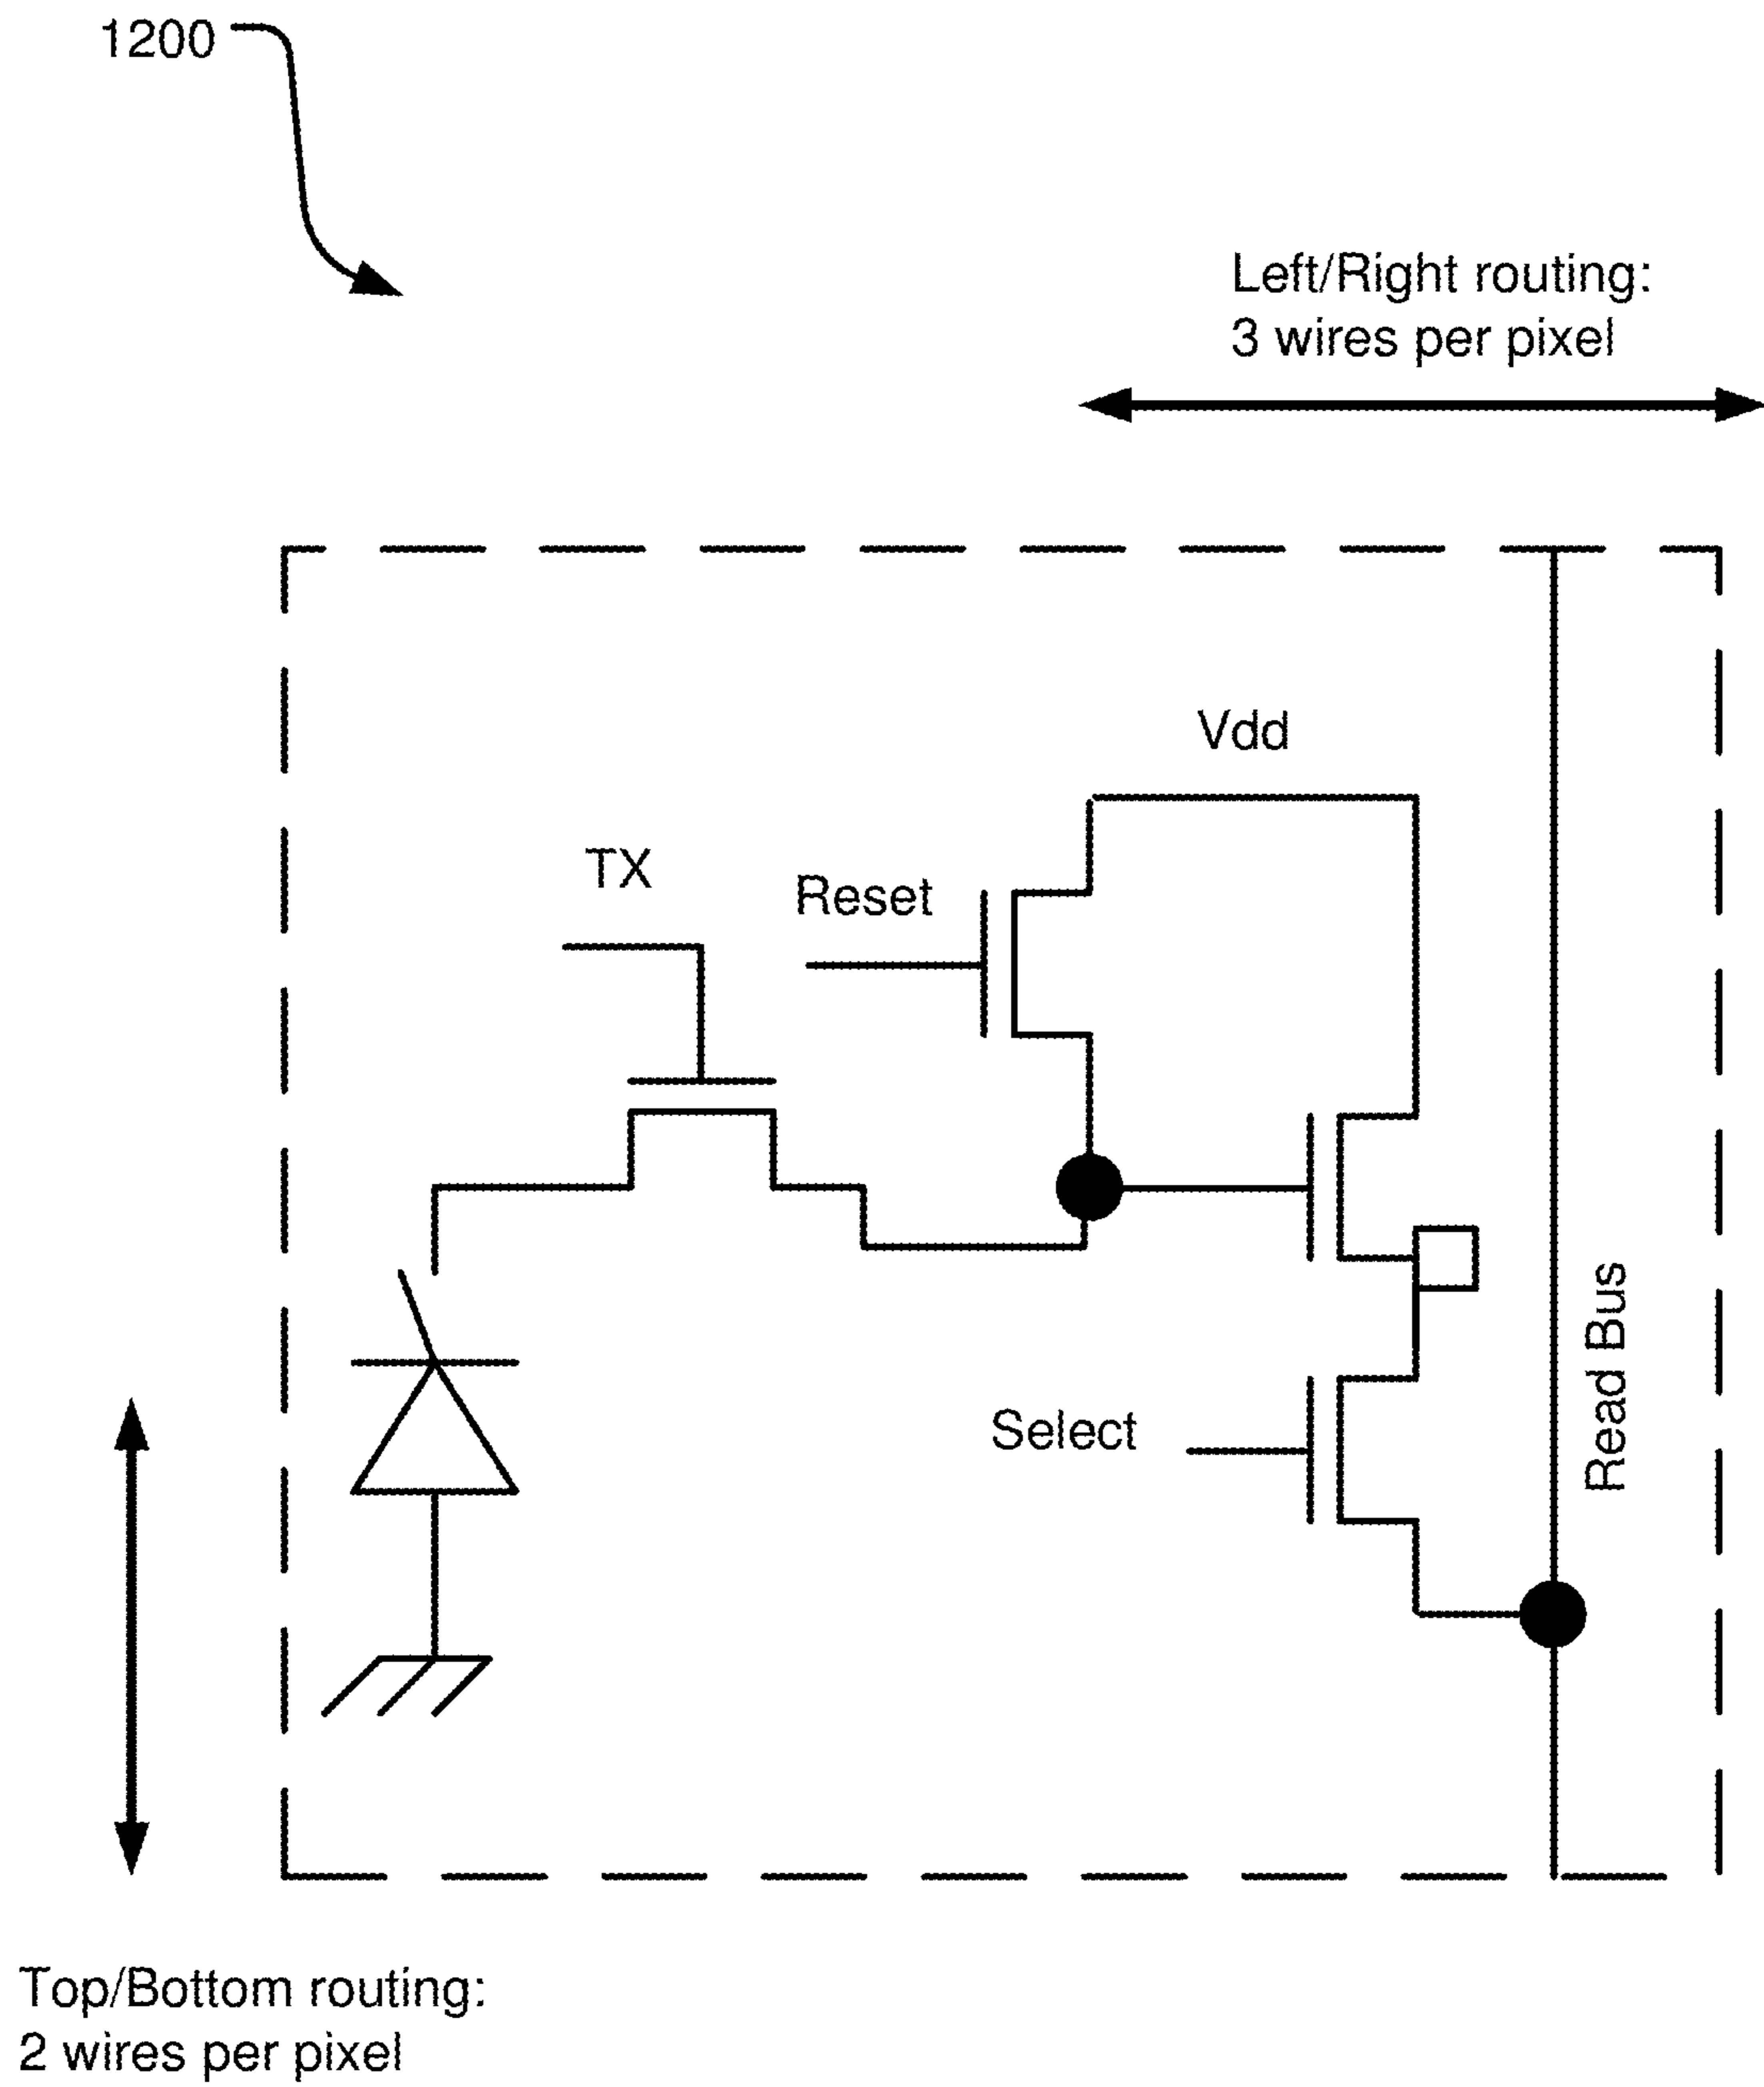 1200
Left/Right routing:
3 wires per pixel
Vdd
TX
Reset
Select
Read Bus
Top/Bottom routing:
2 wires per pixel